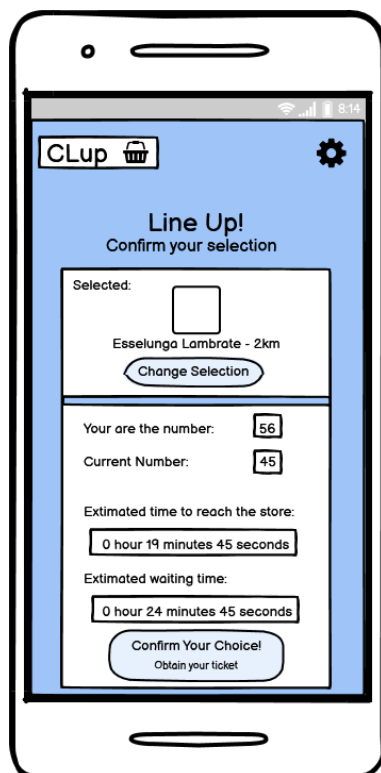 8:14
CLup
Line Up!
Confirm your selection
Selected:
Esselunga Lambrate - 2km
Change Selection
Your are the number: 56
Current Number: 45
Extimated time to reach the store:
0 hour 19 minutes 45 seconds
Extimated waiting time:
0 hour 24 minutes 45 seconds
Confirm Your Choice!
Obtain your ticket